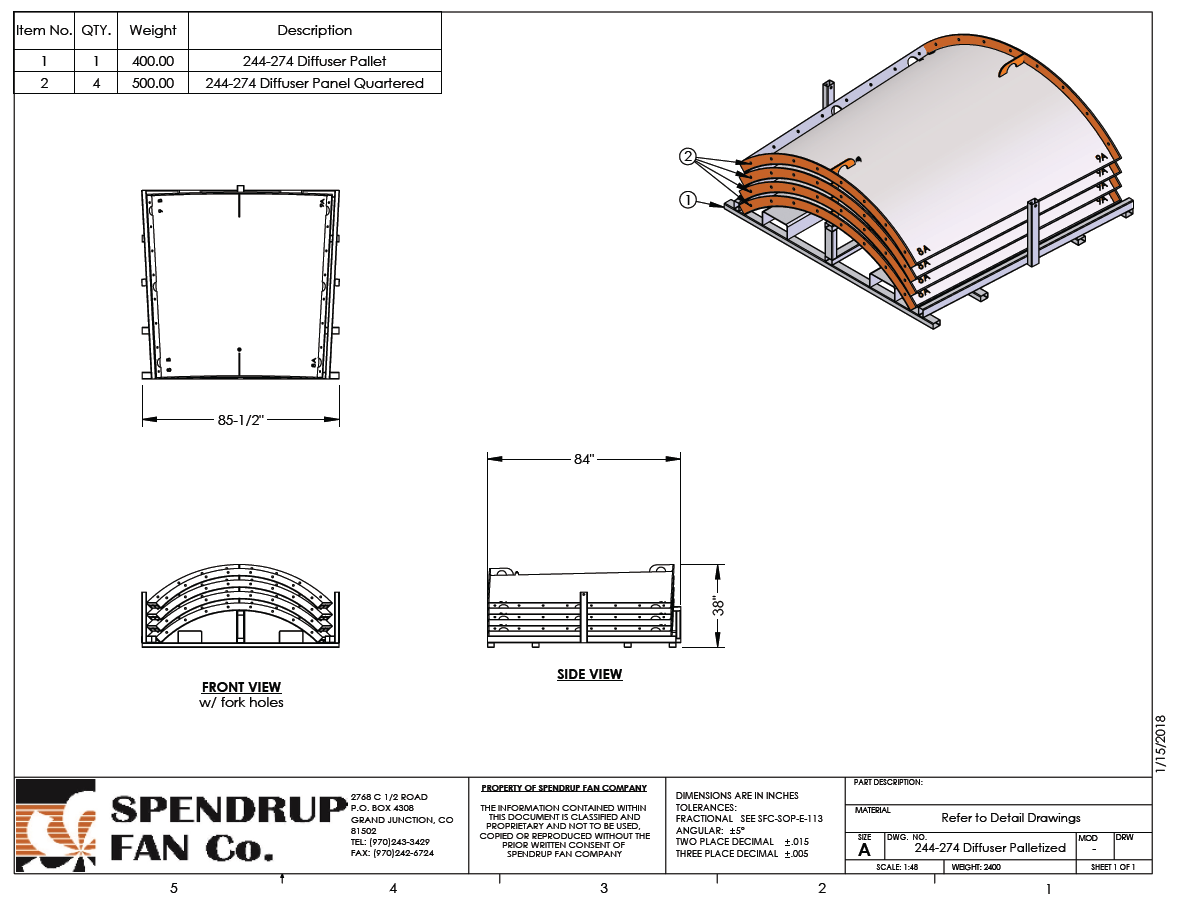 Item No. QTY. Weight Description
1 1 400.00 244-274 Diffuser Pallet
2 4 500.00 244-274 Diffuser Panel Quartered
2
1
A
9A
9A
9A
9A
8A
8A
8A
8A
85-1/2"
84"
38"
FRONT VIEW
w/ fork holes
SIDE VIEW
1/15/2018
SPENDRUP
FAN Co.
2768 C 1/2 ROAD
P.O. BOX 4308
GRAND JUNCTION, CO
81502
TEL: (970)243-3429
FAX: (970)242-6724
PROPERTY OF SPENDRUP FAN COMPANY
THE INFORMATION CONTAINED WITHIN
THIS DOCUMENT IS CLASSIFIED AND
PROPRIETARY AND NOT TO BE USED,
COPIED OR REPRODUCED WITHOUT THE
PRIOR WRITTEN CONSENT OF
SPENDRUP FAN COMPANY
DIMENSIONS ARE IN INCHES
TOLERANCES:
FRACTIONAL SEE SFC-SOP-E-113
ANGULAR: ±5°
TWO PLACE DECIMAL ±.015
THREE PLACE DECIMAL ±.005
PART DESCRIPTION:
MATERIAL
Refer to Detail Drawings
SIZE DWG. NO. MOD DRW
A 244-274 Diffuser Palletized -
SCALE: 1:48 WEIGHT: 2400 SHEET 1 OF 1
5 4 3 2 1